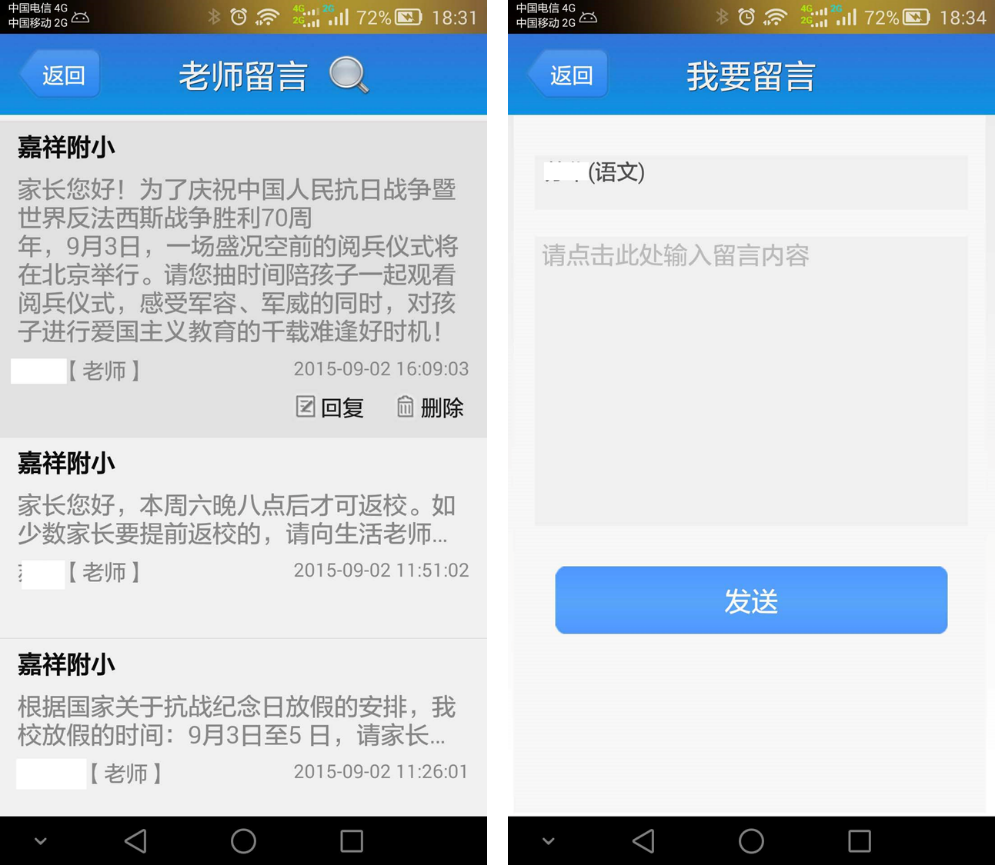 中国电信 4G
中国移动 2G
4G
2G
2G
72%
18:31
返回
老师留言
嘉祥附小
家长您好！为了庆祝中国人民抗日战争暨
世界反法西斯战争胜利70周
年，9月3日，一场盛况空前的阅兵仪式将
在北京举行。请您抽时间陪孩子一起观看
阅兵仪式，感受军容、军威的同时，对孩
子进行爱国主义教育的千载难逢好时机！
【 老师 】
2015-09-02 16:09:03
回复
删除
嘉祥附小
家长您好，本周六晚八点后才可返校。如
少数家长要提前返校的，请向生活老师...
【 老师 】
2015-09-02 11:51:02
嘉祥附小
根据国家关于抗战纪念日放假的安排，我
校放假的时间：9月3日至5 日，请家长...
【 老师 】
2015-09-02 11:26:01
中国电信 4G
中国移动 2G
4G
2G
2G
72%
18:34
返回
我要留言
(语文)
请点击此处输入留言内容
发送